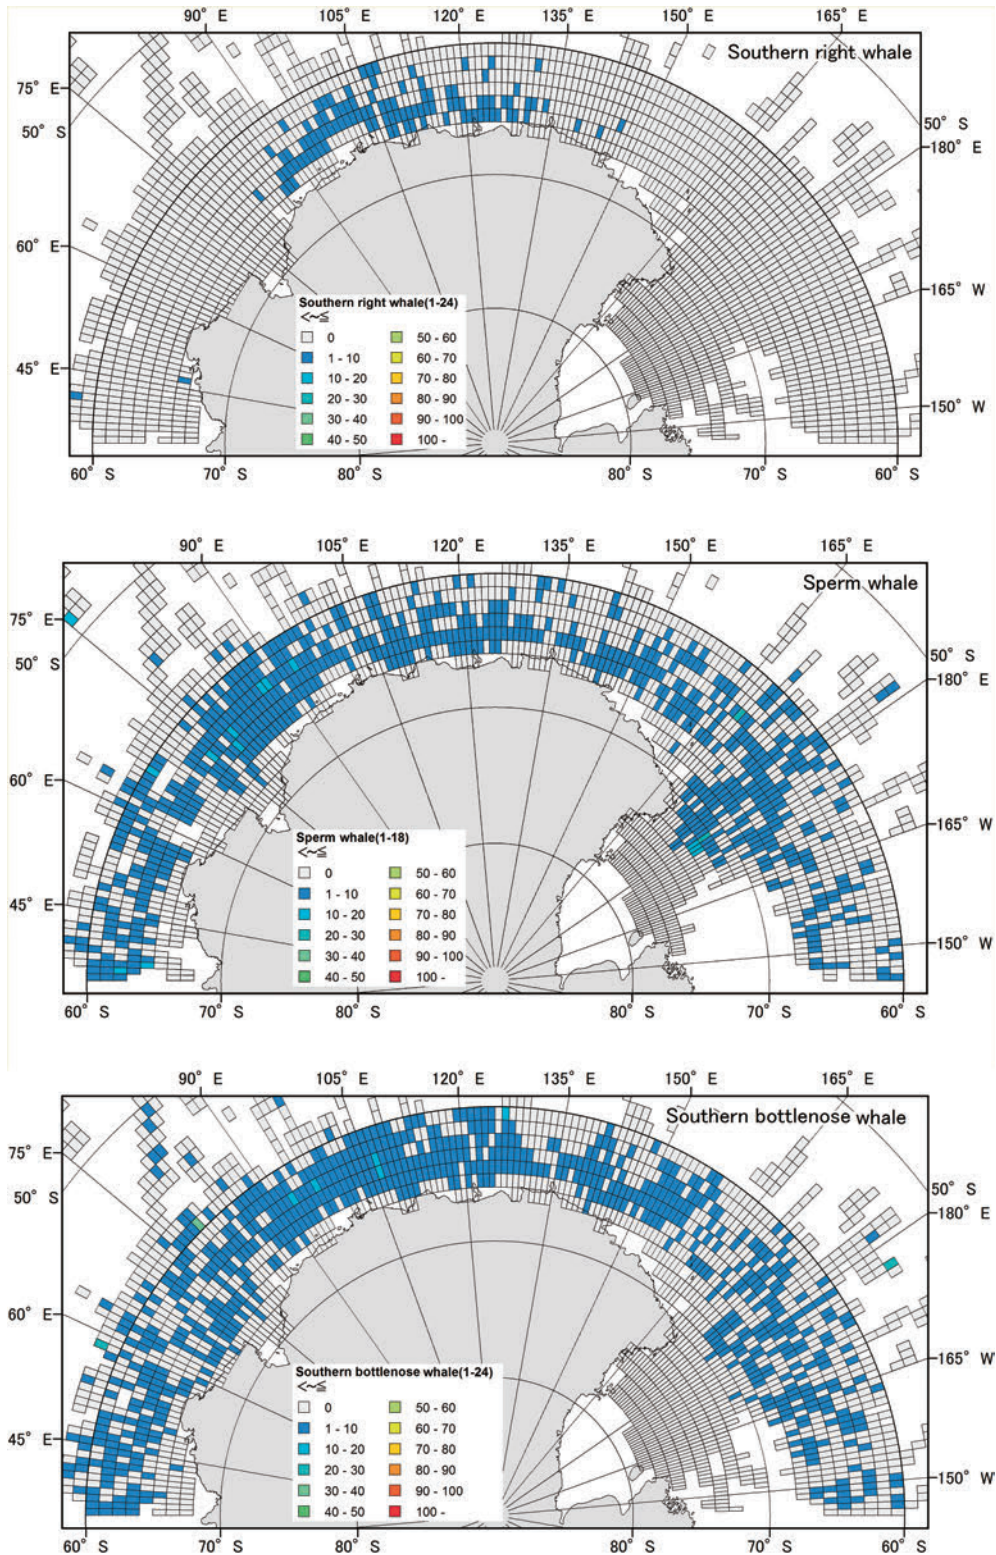 90° E 105° E 120° E 135° E 150° E 165° E
Southern right whale
75° E
50° S
50° S
180° E
60° E
165° W
45° E
150° W
Southern right whale(1-24)
<~≦
0 50 - 60
1 - 10 60 - 70
10 - 20 70 - 80
20 - 30 80 - 90
30 - 40 90 - 100
40 - 50 100 -
60° S 70° S 80° S 80° S 70° S 60° S
90° E 105° E 120° E 135° E 150° E 165° E
Sperm whale
75° E
50° S
50° S
180° E
60° E
165° W
45° E
150° W
Sperm whale(1-18)
<~≦
0 50 - 60
1 - 10 60 - 70
10 - 20 70 - 80
20 - 30 80 - 90
30 - 40 90 - 100
40 - 50 100 -
60° S 70° S 80° S 80° S 70° S 60° S
90° E 105° E 120° E 135° E 150° E 165° E
Southern bottlenose whale
75° E
50° S
50° S
180° E
60° E
165° W
45° E
150° W
Southern bottlenose whale(1-24)
<~≦
0 50 - 60
1 - 10 60 - 70
10 - 20 70 - 80
20 - 30 80 - 90
30 - 40 90 - 100
40 - 50 100 -
60° S 70° S 80° S 80° S 70° S 60° S